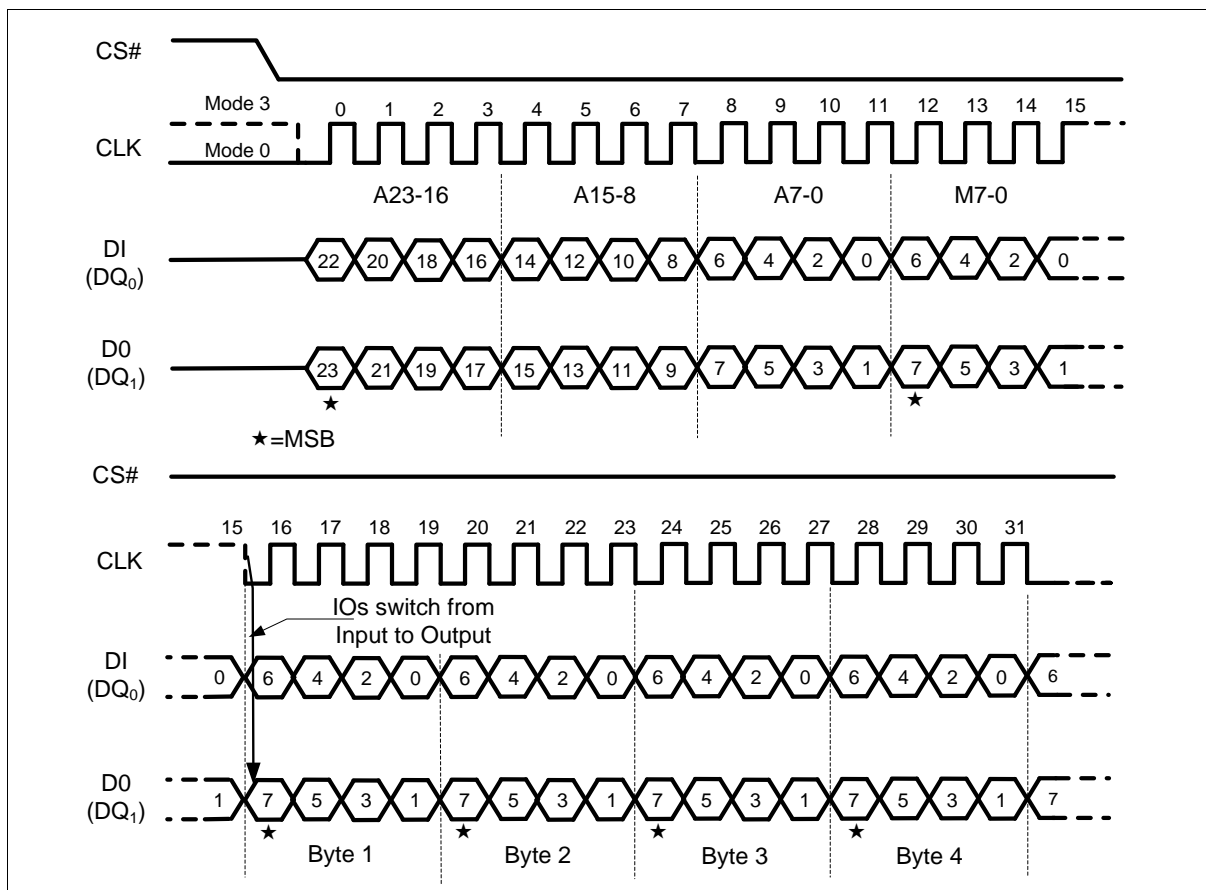 CS#
Mode 3
0 1 2 3 4 5 6 7 8 9 10 11 12 13 14 15
CLK
Mode 0
A23-16 A15-8 A7-0 M7-0
DI
(DQ0)
22 20 18 16 14 12 10 8 6 4 2 0 6 4 2 0
D0
(DQ1)
23 21 19 17 15 13 11 9 7 5 3 1 7 5 3 1
★ ★
★=MSB
CS#
15 16 17 18 19 20 21 22 23 24 25 26 27 28 29 30 31
CLK
IOs switch from
Input to Output
DI
(DQ0)
0 6 4 2 0 6 4 2 0 6 4 2 0 6 4 2 0 6
D0
(DQ1)
1 7 5 3 1 7 5 3 1 7 5 3 1 7 5 3 1 7
★ ★ ★ ★
Byte 1 Byte 2 Byte 3 Byte 4